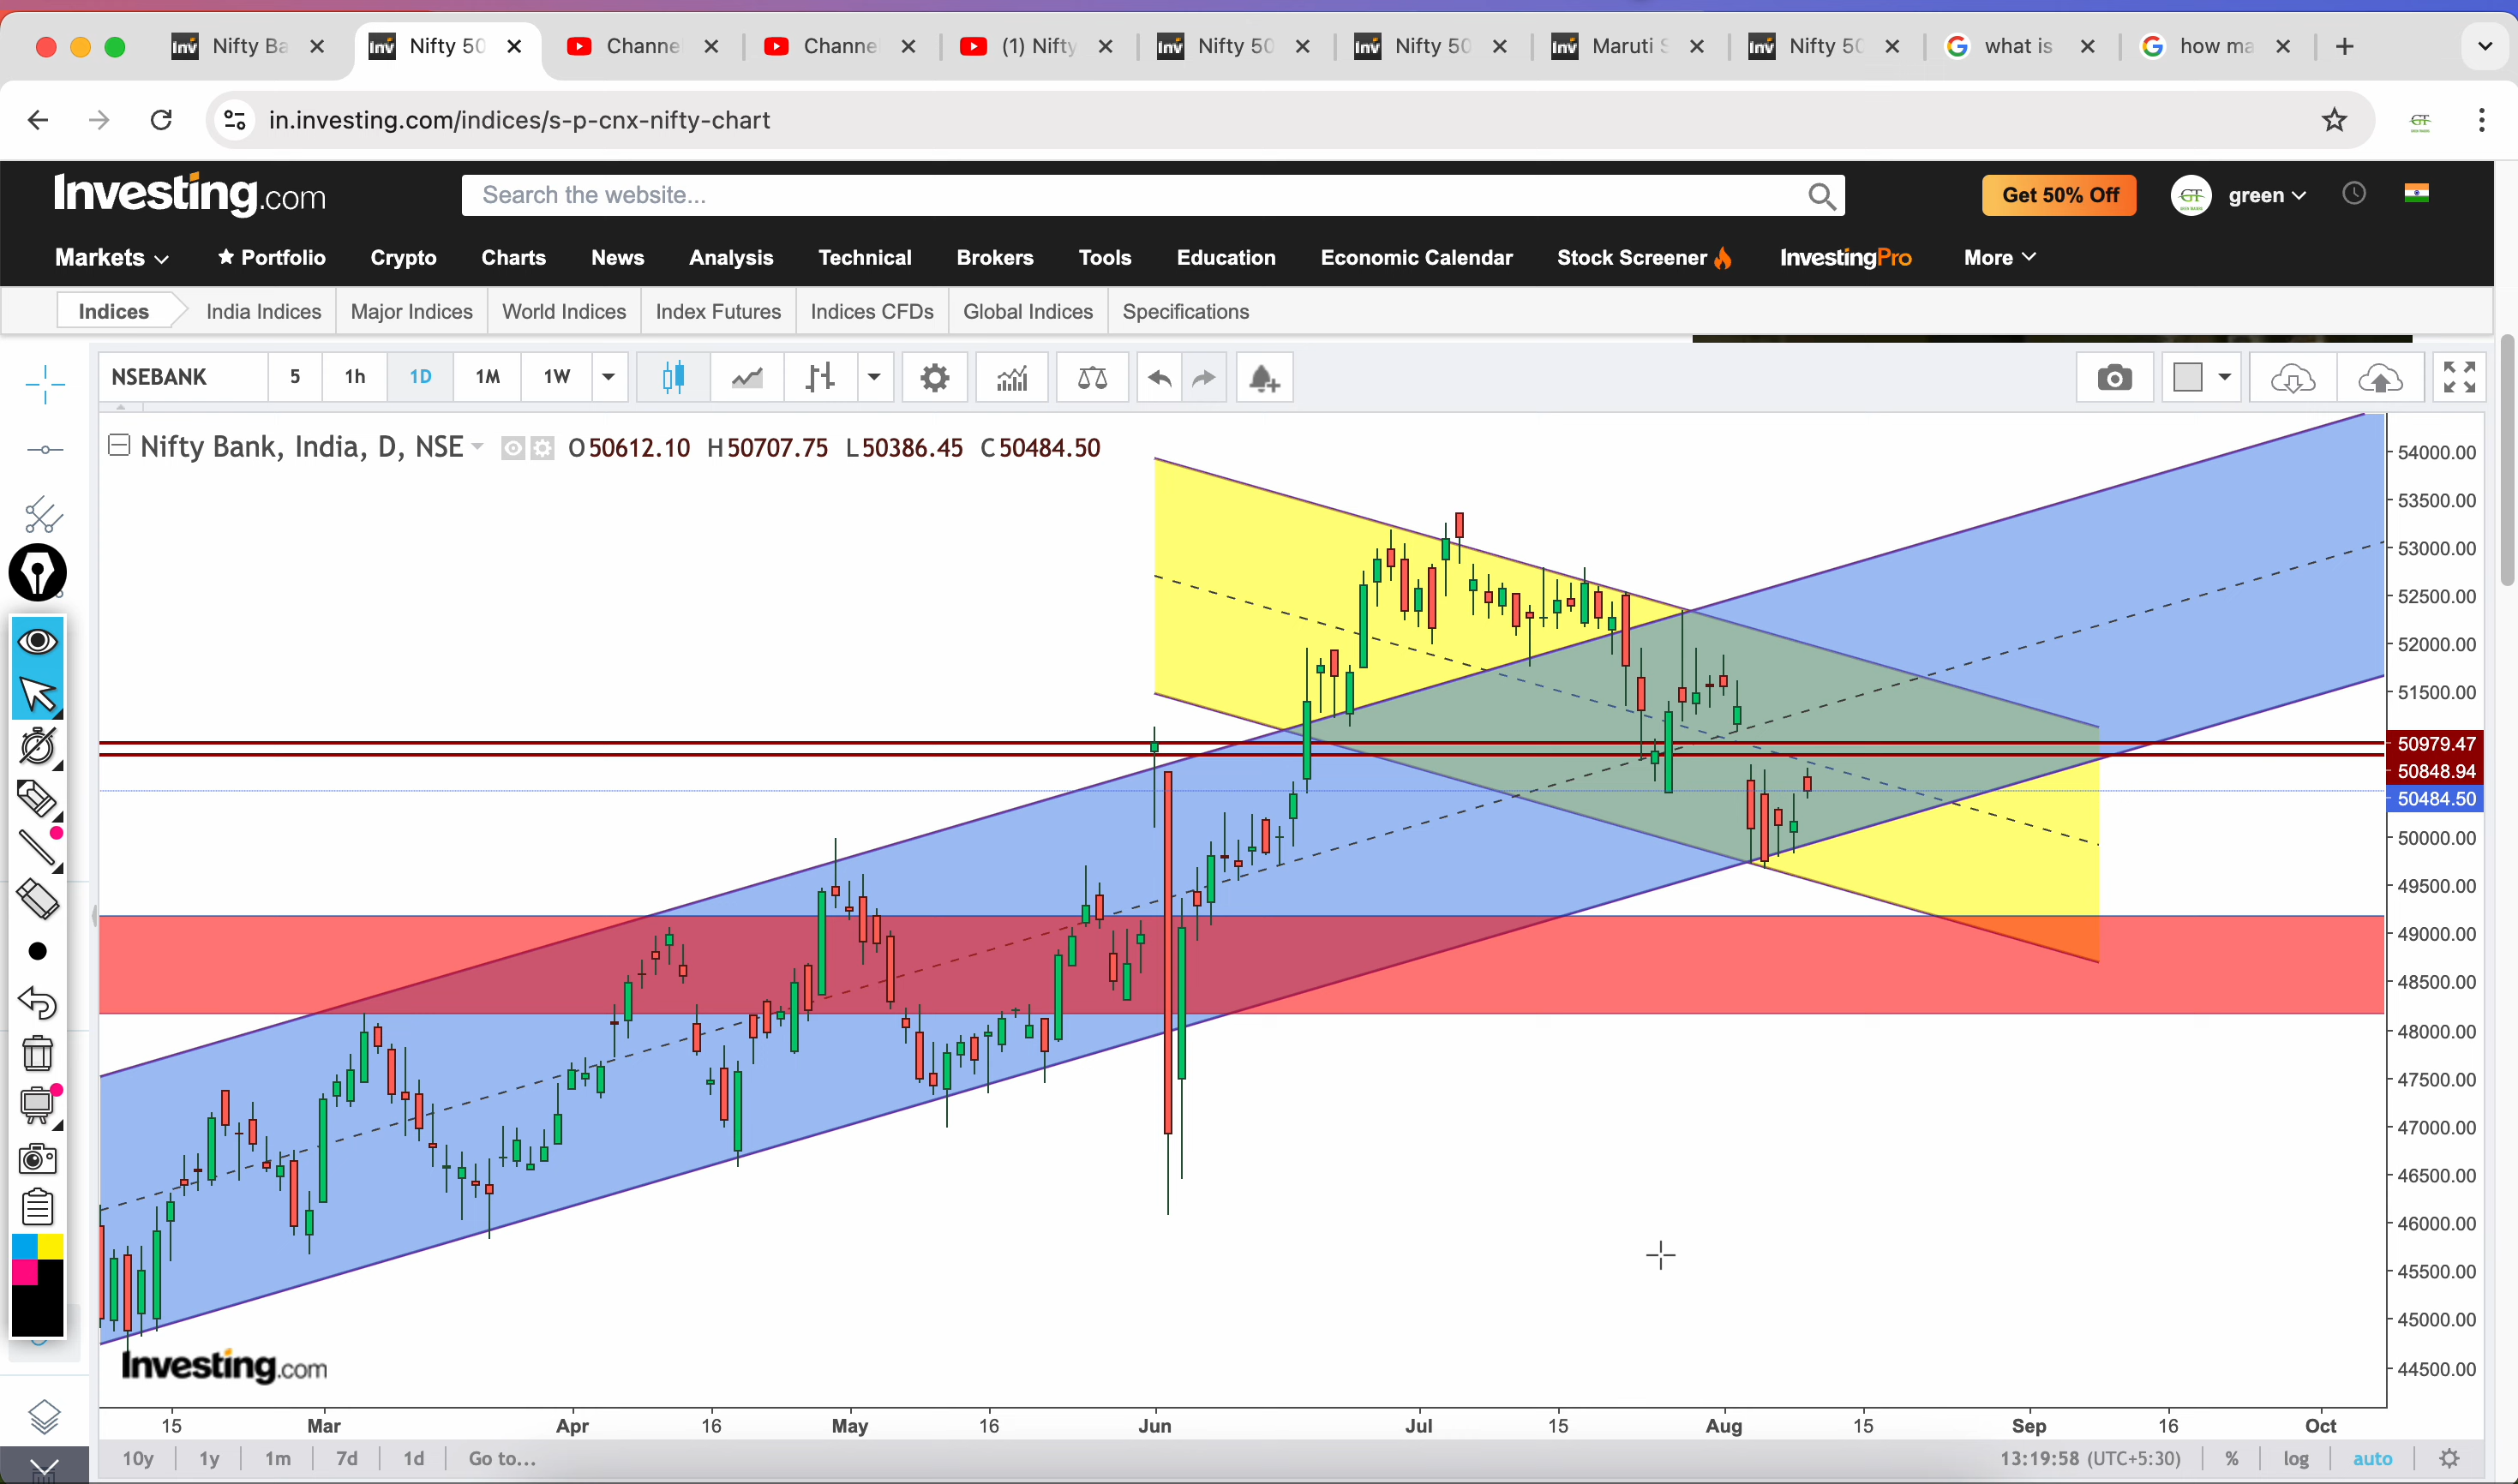 Nifty Ba
Nifty 50
Channe
Channe
(1) Nifty
Nifty 50
Nifty 50
Maruti S
Nifty 50
what is
how ma
in.investing.com/indices/s-p-cnx-nifty-chart
Investing.com
Search the website...
Get 50% Off
green
Markets
Portfolio
Crypto
Charts
News
Analysis
Technical
Brokers
Tools
Education
Economic Calendar
Stock Screener
InvestingPro
More
Indices
India Indices
Major Indices
World Indices
Index Futures
Indices CFDs
Global Indices
Specifications
NSEBANK
5
1h
1D
1M
1W
Nifty Bank, India, D, NSE
O 50612.10 H 50707.75 L 50386.45 C 50484.50
54000.00
53500.00
53000.00
52500.00
52000.00
51500.00
50979.47
50848.94
50484.50
50000.00
49500.00
49000.00
48500.00
48000.00
47500.00
47000.00
46500.00
46000.00
45500.00
45000.00
44500.00
Investing.com
15
Mar
Apr
16
May
16
Jun
Jul
15
Aug
15
Sep
16
Oct
10y
1y
1m
7d
1d
Go to...
13:19:58 (UTC+5:30)
%
log
auto